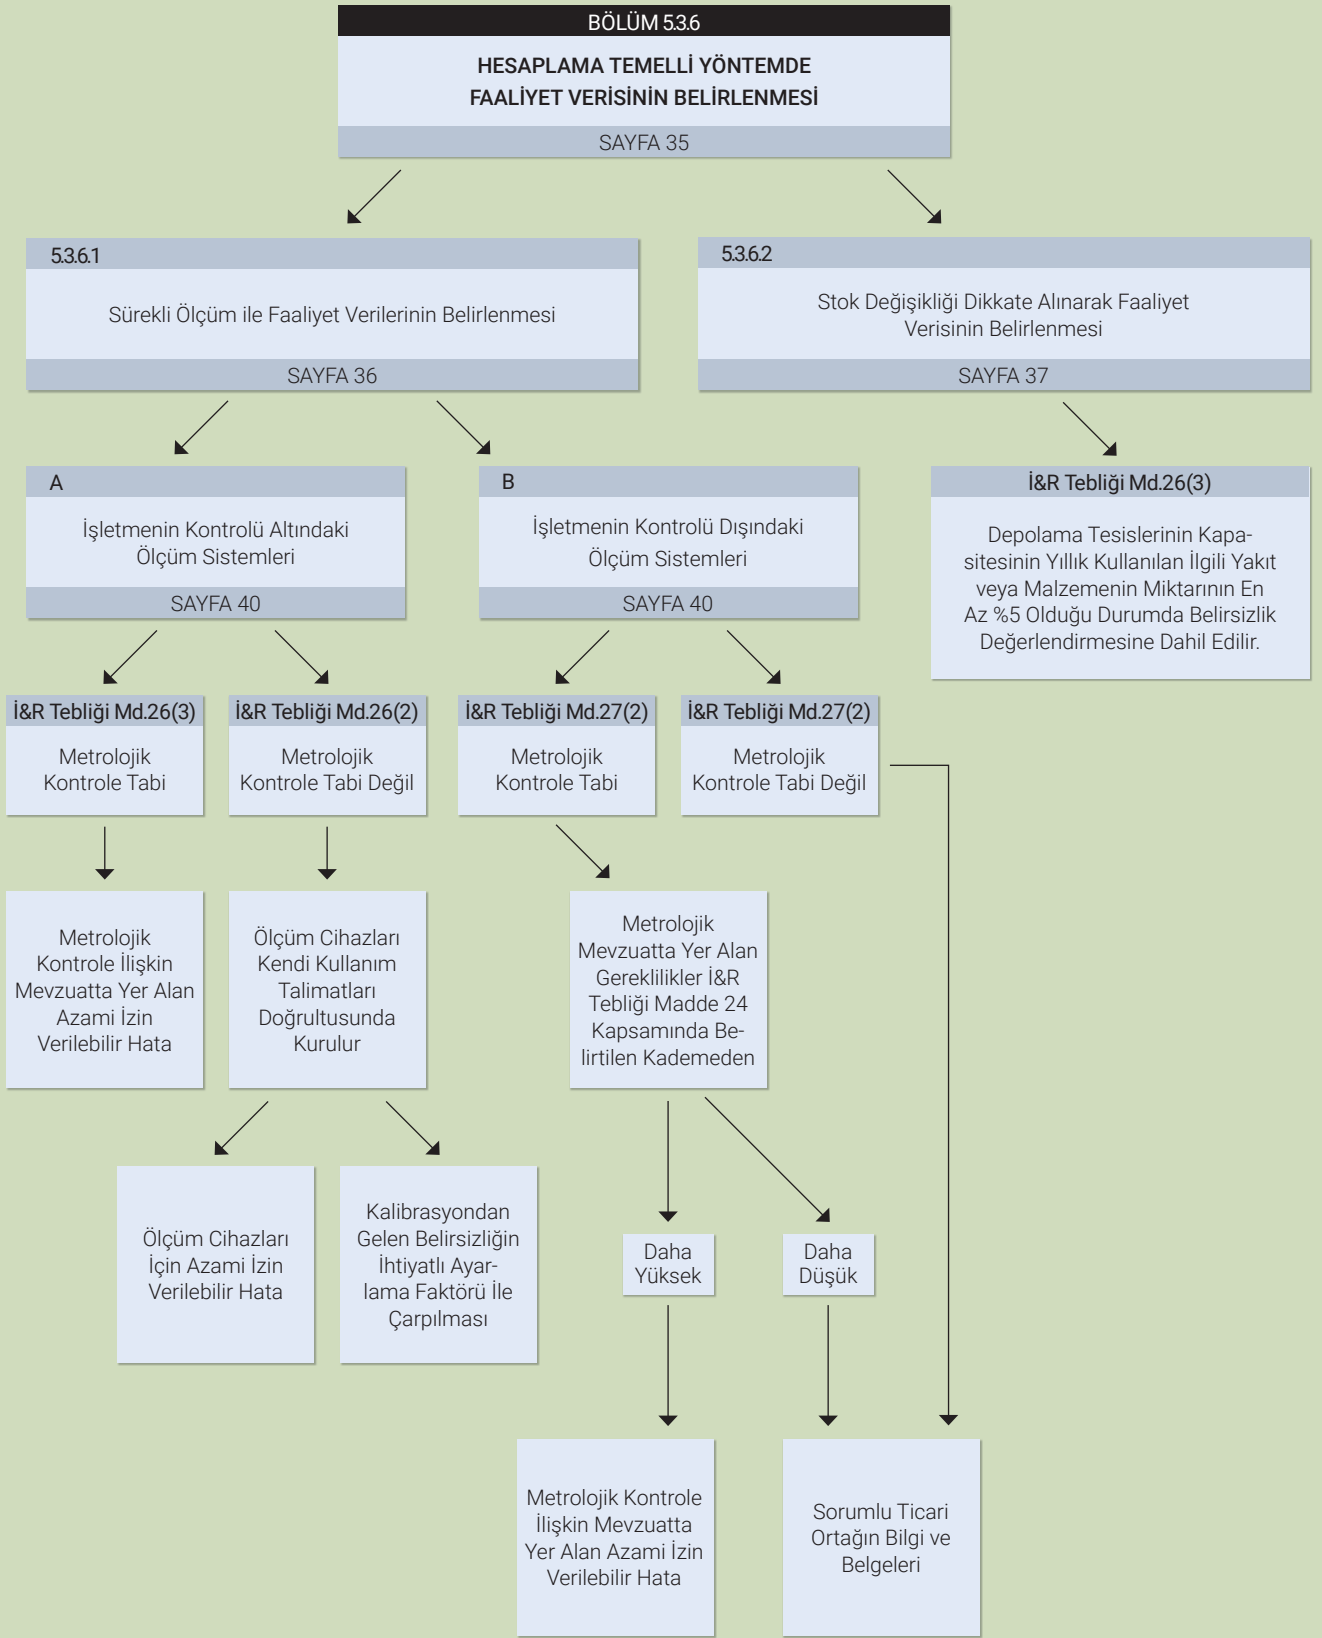 BÖLÜM 5.3.6
HESAPLAMA TEMELLİ YÖNTEMDE
FAALİYET VERİSİNİN BELİRLENMESİ
SAYFA 35
5.3.6.1
Sürekli Ölçüm ile Faaliyet Verilerinin Belirlenmesi
SAYFA 36
5.3.6.2
Stok Değişikliği Dikkate Alınarak Faaliyet
Verisinin Belirlenmesi
SAYFA 37
A
İşletmenin Kontrolü Altındaki
Ölçüm Sistemleri
SAYFA 40
B
İşletmenin Kontrolü Dışındaki
Ölçüm Sistemleri
SAYFA 40
İ&R Tebliği Md.26(3)
Depolama Tesislerinin Kapa-
sitesinin Yıllık Kullanılan İlgili Yakıt
veya Malzemenin Miktarının En
Az %5 Olduğu Durumda Belirsizlik
Değerlendirmesine Dahil Edilir.
İ&R Tebliği Md.26(3)
Metrolojik
Kontrole Tabi
İ&R Tebliği Md.26(2)
Metrolojik
Kontrole Tabi Değil
İ&R Tebliği Md.27(2)
Metrolojik
Kontrole Tabi
İ&R Tebliği Md.27(2)
Metrolojik
Kontrole Tabi Değil
Metrolojik
Kontrole İlişkin
Mevzuatta Yer Alan
Azami İzin
Verilebilir Hata
Ölçüm Cihazları
Kendi Kullanım
Talimatları
Doğrultusunda
Kurulur
Metrolojik
Mevzuatta Yer Alan
Gereklilikler İ&R
Tebliği Madde 24
Kapsamında Be-
lirtilen Kademeden
Ölçüm Cihazları
İçin Azami İzin
Verilebilir Hata
Kalibrasyondan
Gelen Belirsizliğin
İhtiyatlı Ayar-
lama Faktörü İle
Çarpılması
Daha
Yüksek
Daha
Düşük
Metrolojik Kontrole
İlişkin Mevzuatta
Yer Alan Azami İzin
Verilebilir Hata
Sorumlu Ticari
Ortağın Bilgi ve
Belgeleri